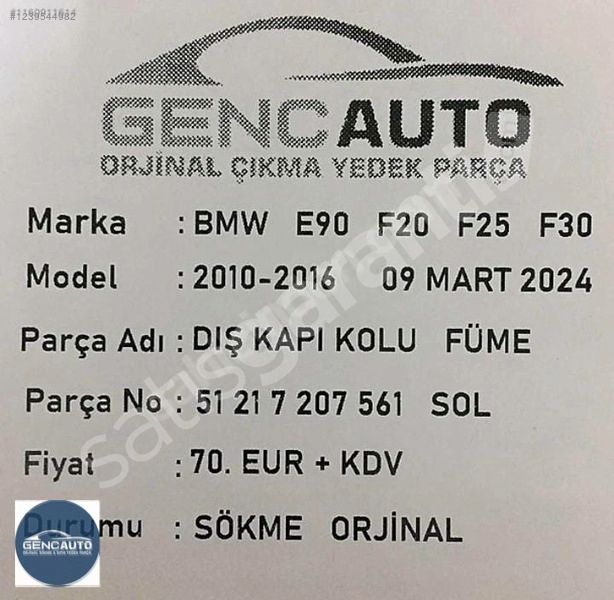 #1239544982
GENCAUTO
ORJİNAL ÇIKMA YEDEK PARÇA
Marka : BMW E90 F20 F25 F30
Model : 2010-2016 09 MART 2024
Parça Adı : DIŞ KAPI KOLU FÜME
Parça No : 51 21 7 207 561 SOL
Fiyat : 70. EUR + KDV
Durumu : SÖKME ORJİNAL
GENCAUTO